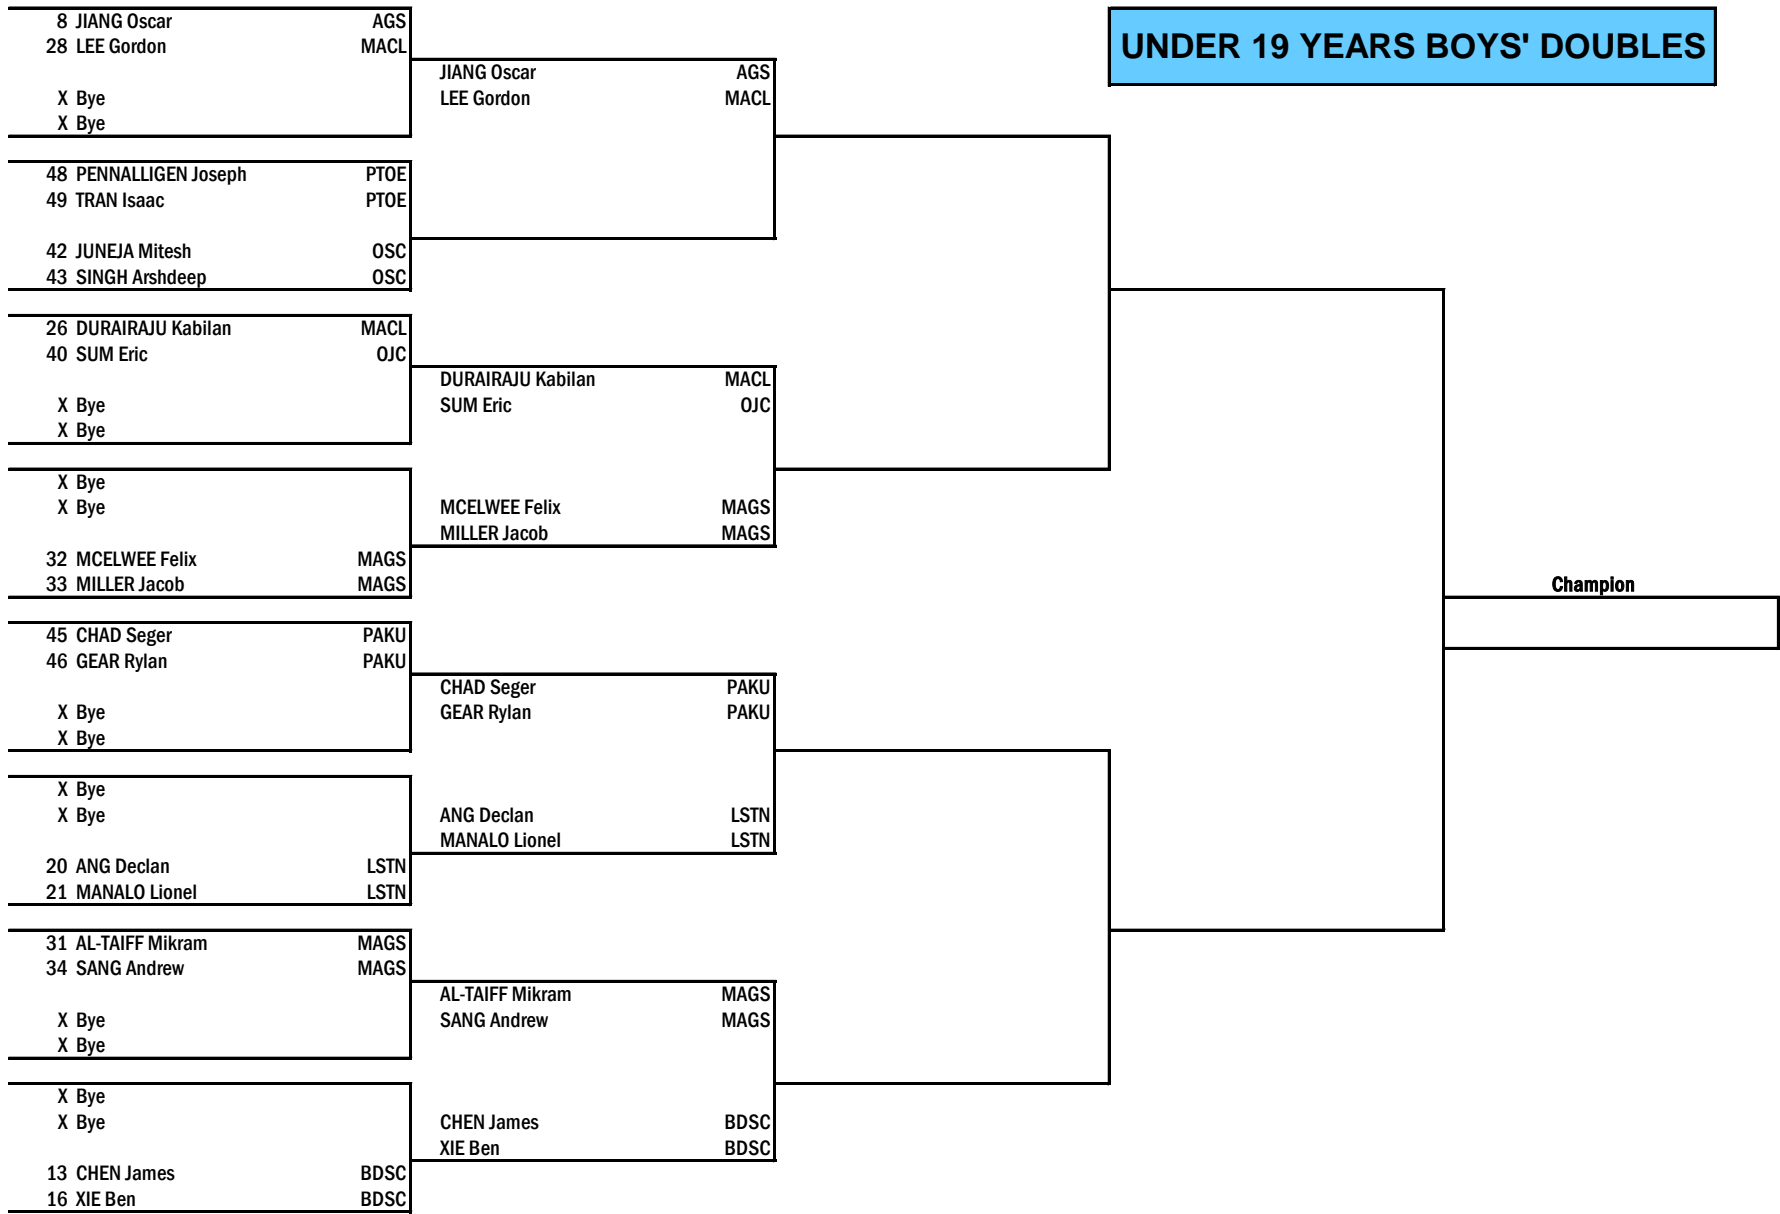 UNDER 19 YEARS BOYS' DOUBLES
8 JIANG Oscar AGS
28 LEE Gordon MACL
X Bye
X Bye
48 PENNALLIGEN Joseph PTOE
49 TRAN Isaac PTOE
42 JUNEJA Mitesh OSC
43 SINGH Arshdeep OSC
26 DURAIRAJU Kabilan MACL
40 SUM Eric OJC
X Bye
X Bye
X Bye
X Bye
32 MCELWEE Felix MAGS
33 MILLER Jacob MAGS
45 CHAD Seger PAKU
46 GEAR Rylan PAKU
X Bye
X Bye
X Bye
X Bye
20 ANG Declan LSTN
21 MANALO Lionel LSTN
31 AL-TAIFF Mikram MAGS
34 SANG Andrew MAGS
X Bye
X Bye
X Bye
X Bye
13 CHEN James BDSC
16 XIE Ben BDSC
JIANG Oscar AGS
LEE Gordon MACL
DURAIRAJU Kabilan MACL
SUM Eric OJC
MCELWEE Felix MAGS
MILLER Jacob MAGS
CHAD Seger PAKU
GEAR Rylan PAKU
ANG Declan LSTN
MANALO Lionel LSTN
AL-TAIFF Mikram MAGS
SANG Andrew MAGS
CHEN James BDSC
XIE Ben BDSC
Champion